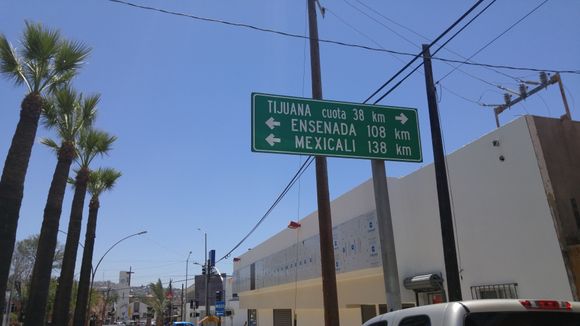 TIJUANA cuota 38 km →
← ENSENADA 108 km
← MEXICALI 138 km